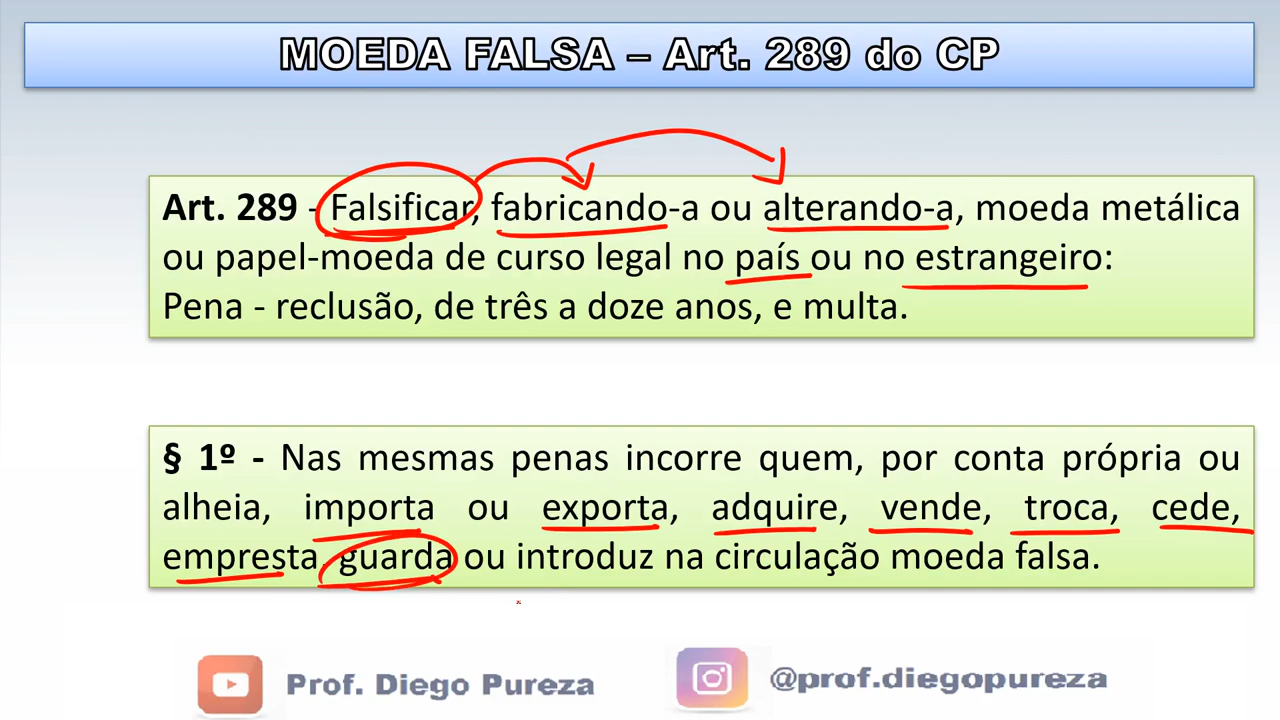 MOEDA FALSA – Art. 289 do CP
Art. 289 - Falsificar, fabricando-a ou alterando-a, moeda metálica
ou papel-moeda de curso legal no país ou no estrangeiro:
Pena - reclusão, de três a doze anos, e multa.
§ 1º - Nas mesmas penas incorre quem, por conta própria ou
alheia, importa ou exporta, adquire, vende, troca, cede,
empresta, guarda ou introduz na circulação moeda falsa.
Prof. Diego Pureza
@prof.diegopureza